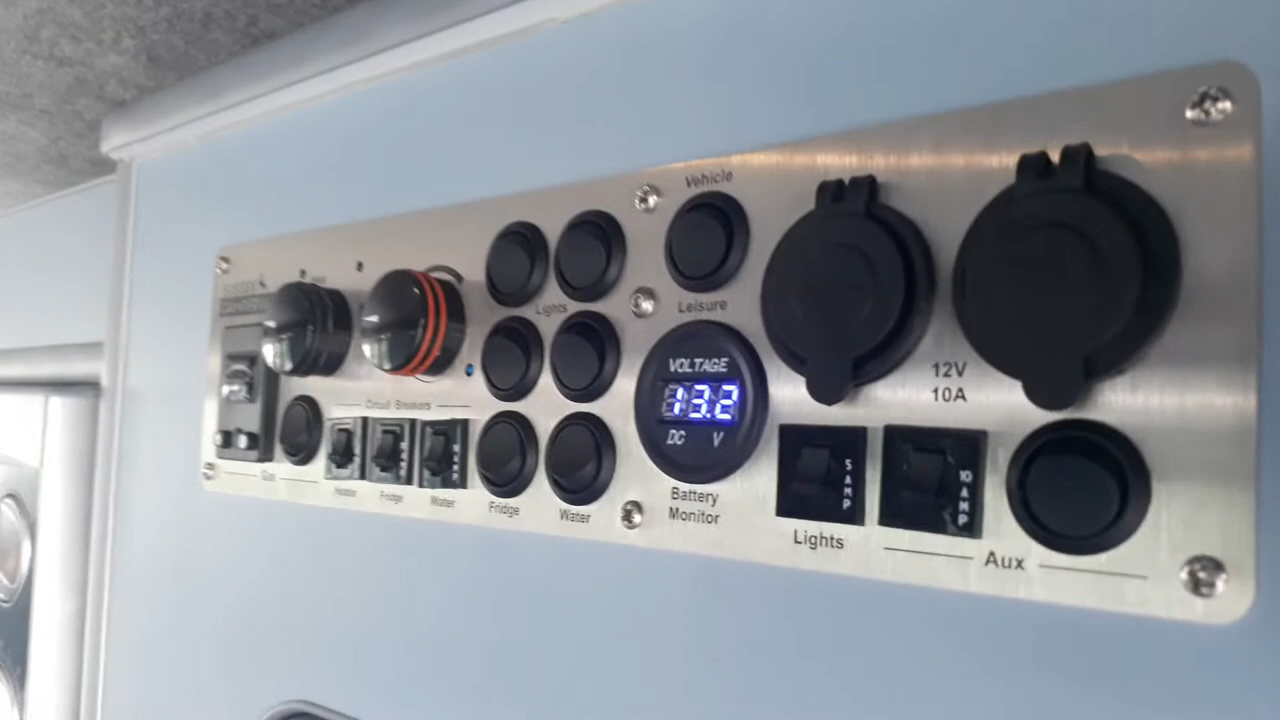 Vehicle
Lights
Leisure
VOLTAGE
13.2
DC V
12V
10A
Circuit Breakers
5 AMP
10 AMP
Heater
Fridge
Water
Fridge
Water
Battery
Monitor
Lights
Aux